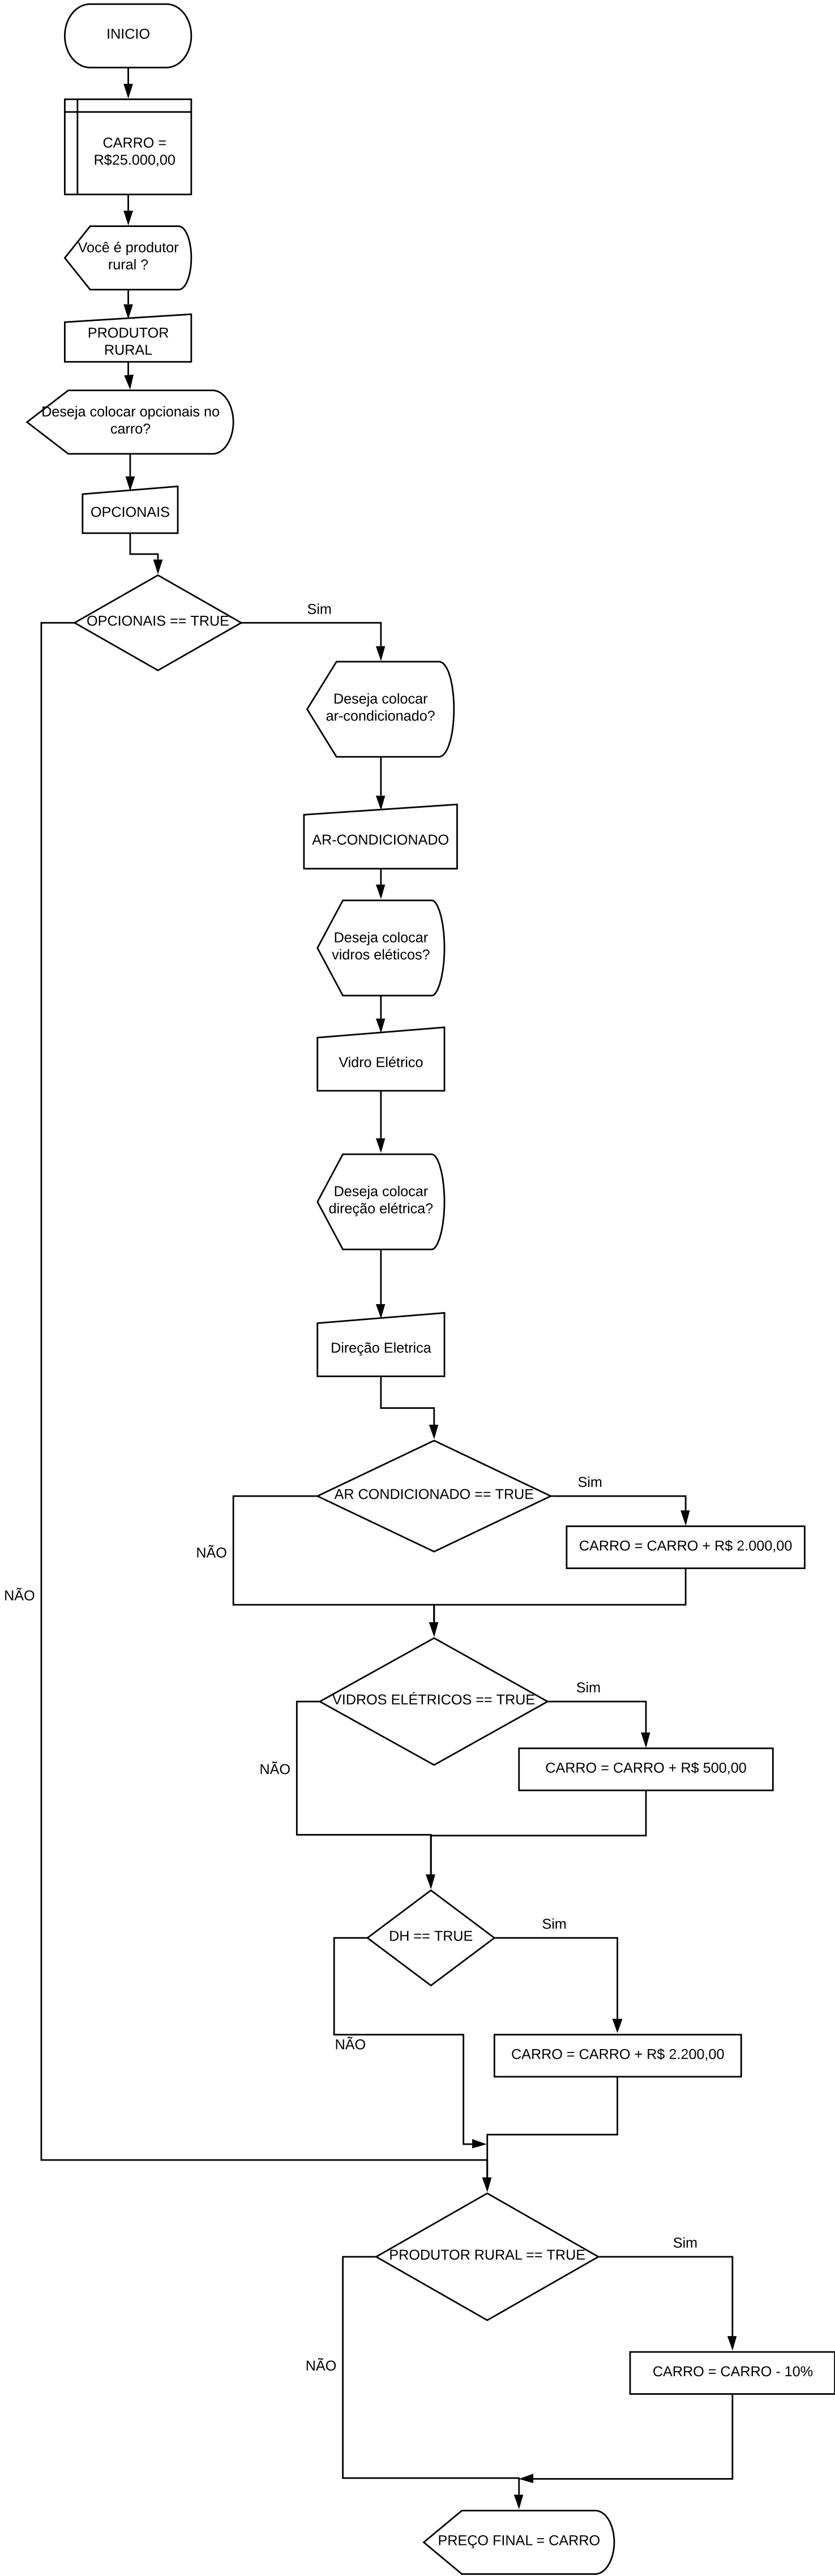 INICIO
CARRO =
R$25.000,00
Você é produtor
rural ?
PRODUTOR
RURAL
Deseja colocar opcionais no
carro?
OPCIONAIS
OPCIONAIS == TRUE
Sim
Deseja colocar
ar-condicionado?
AR-CONDICIONADO
Deseja colocar
vidros eléticos?
Vidro Elétrico
Deseja colocar
direção elétrica?
Direção Eletrica
AR CONDICIONADO == TRUE
Sim
CARRO = CARRO + R$ 2.000,00
NÃO
NÃO
VIDROS ELÉTRICOS == TRUE
Sim
CARRO = CARRO + R$ 500,00
NÃO
DH == TRUE
Sim
NÃO
CARRO = CARRO + R$ 2.200,00
PRODUTOR RURAL == TRUE
Sim
NÃO
CARRO = CARRO - 10%
PREÇO FINAL = CARRO